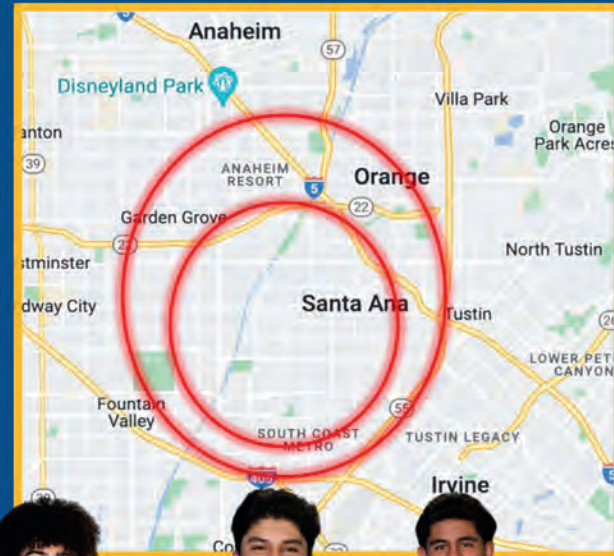 5
Anaheim
57
Disneyland Park
Villa Park
anton
Orange
Park Acres
39
ANAHEIM
RESORT
5
Orange
22
Garden Grove
22
stminster
North Tustin
Santa Ana
dway City
Tustin
26
LOWER PET
CANYON
Fountain
Valley
55
SOUTH COAST
METRO
TUSTIN LEGACY
405
5
Irvine
39
Co